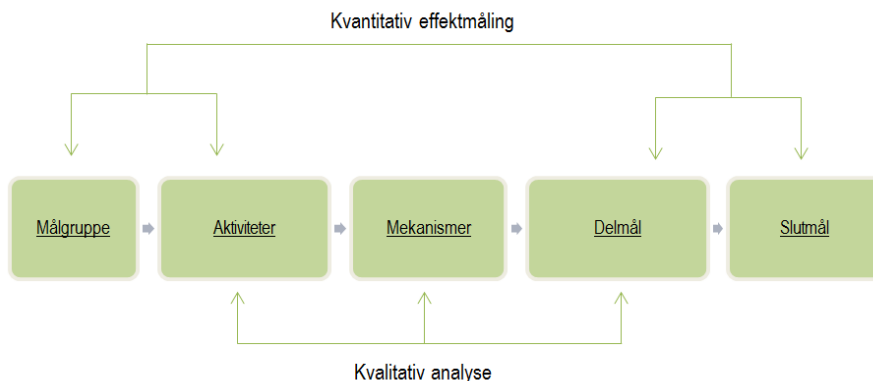 Kvantitativ effektmåling
Målgruppe
Aktiviteter
Mekanismer
Delmål
Slutmål
Kvalitativ analyse